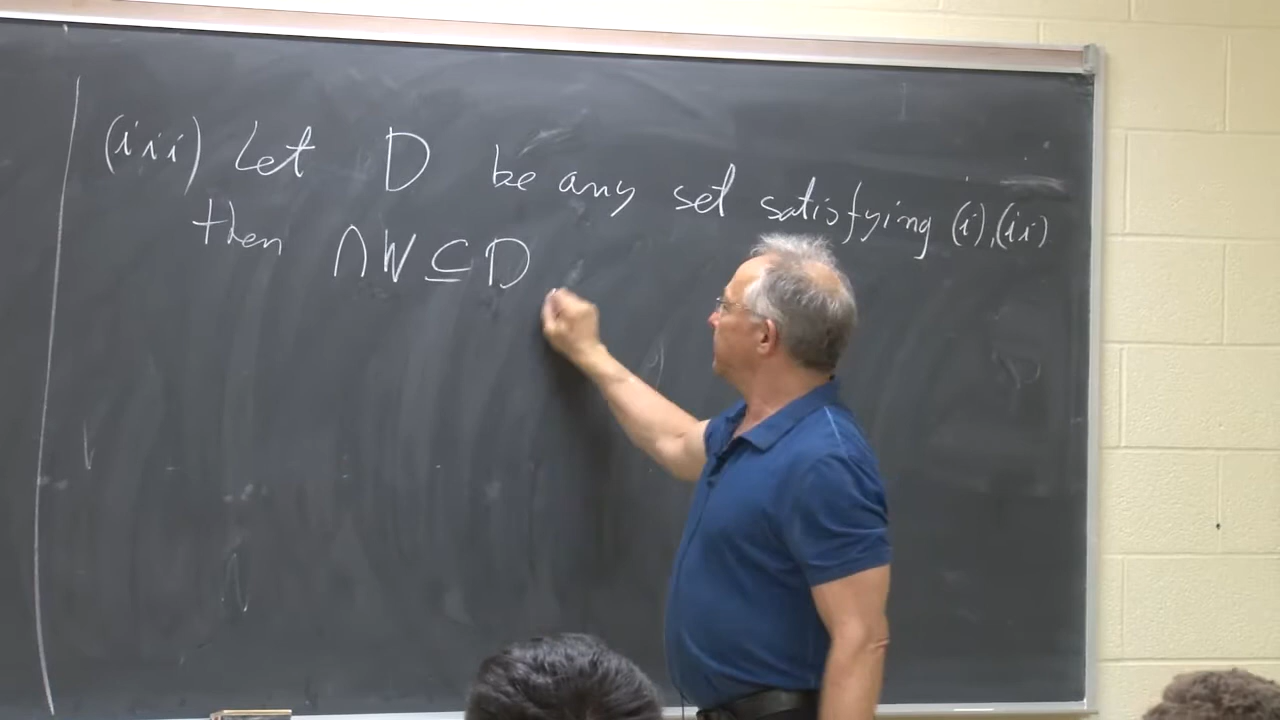 (iii) Let D be any set satisfying (i),(ii)
then ∩W ⊆ D